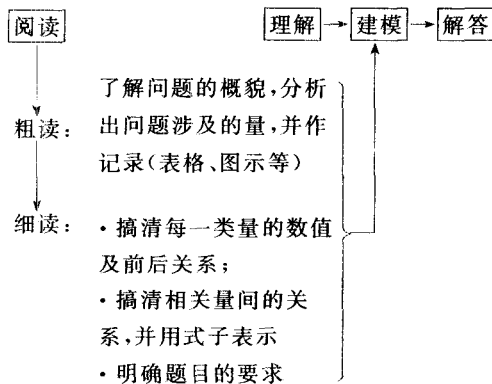 阅读
理解 建模 解答
粗读：
了解问题的概貌，分析
出问题涉及的量，并作
记录（表格、图示等）
细读：
·搞清每一类量的数值
及前后关系；
·搞清相关量间的关
系，并用式子表示
·明确题目的要求